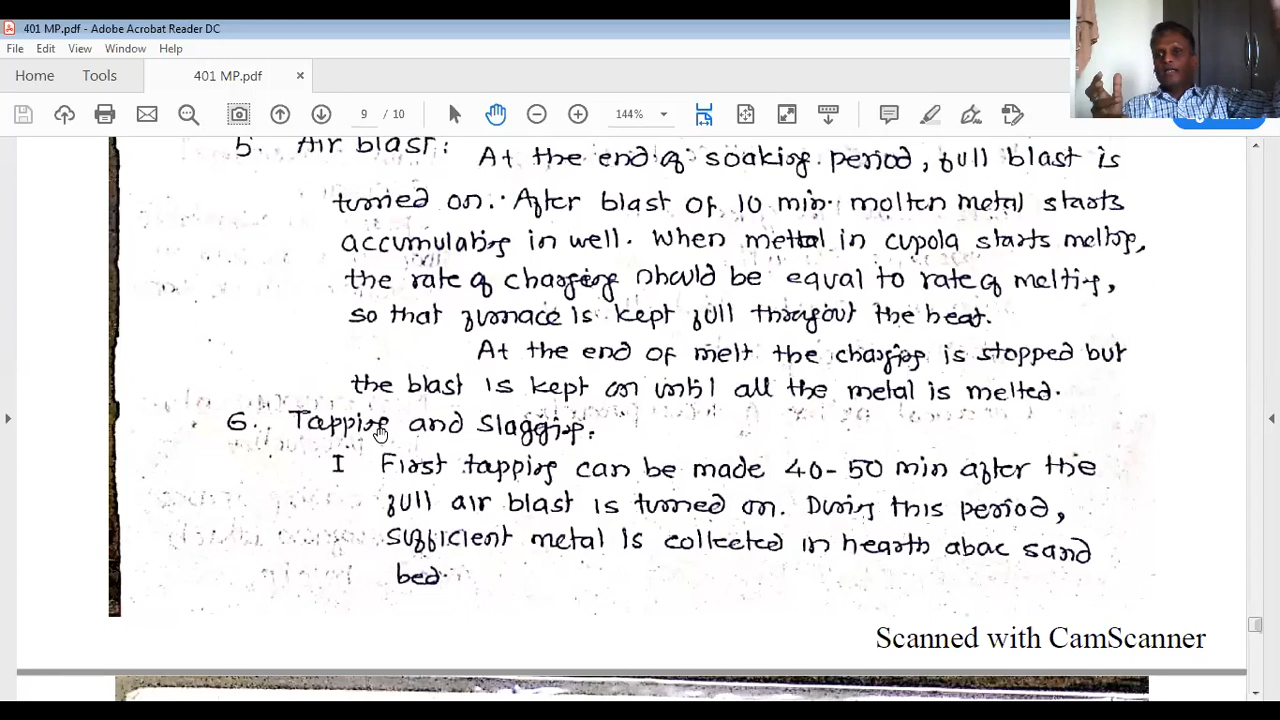 401 MP.pdf - Adobe Acrobat Reader DC
File Edit View Window Help
Home Tools 401 MP.pdf ×
9 / 10 144%
5. Air blast: At the end of soaking period, full blast is
turned on. After blast of 10 min. molten metal starts
accumulating in well. When mettal in cupola starts melting,
the rate of charging should be equal to rate of melting,
so that furnace is kept full throgout the heat.
At the end of melt the charging is stopped but
the blast is kept on until all the metal is melted.
6. Tapping and Slagging.
I First tapping can be made 40-50 min after the
full air blast is turned on. During this period,
sufficient metal is collected in hearth abac sand
bed.
Scanned with CamScanner